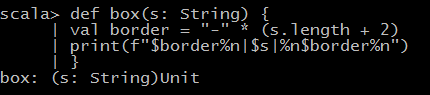 scala> def box(s: String) {
     | val border = "-" * (s.length + 2)
     | print(f"$border%n|$s|%n$border%n")
     | }
box: (s: String)Unit